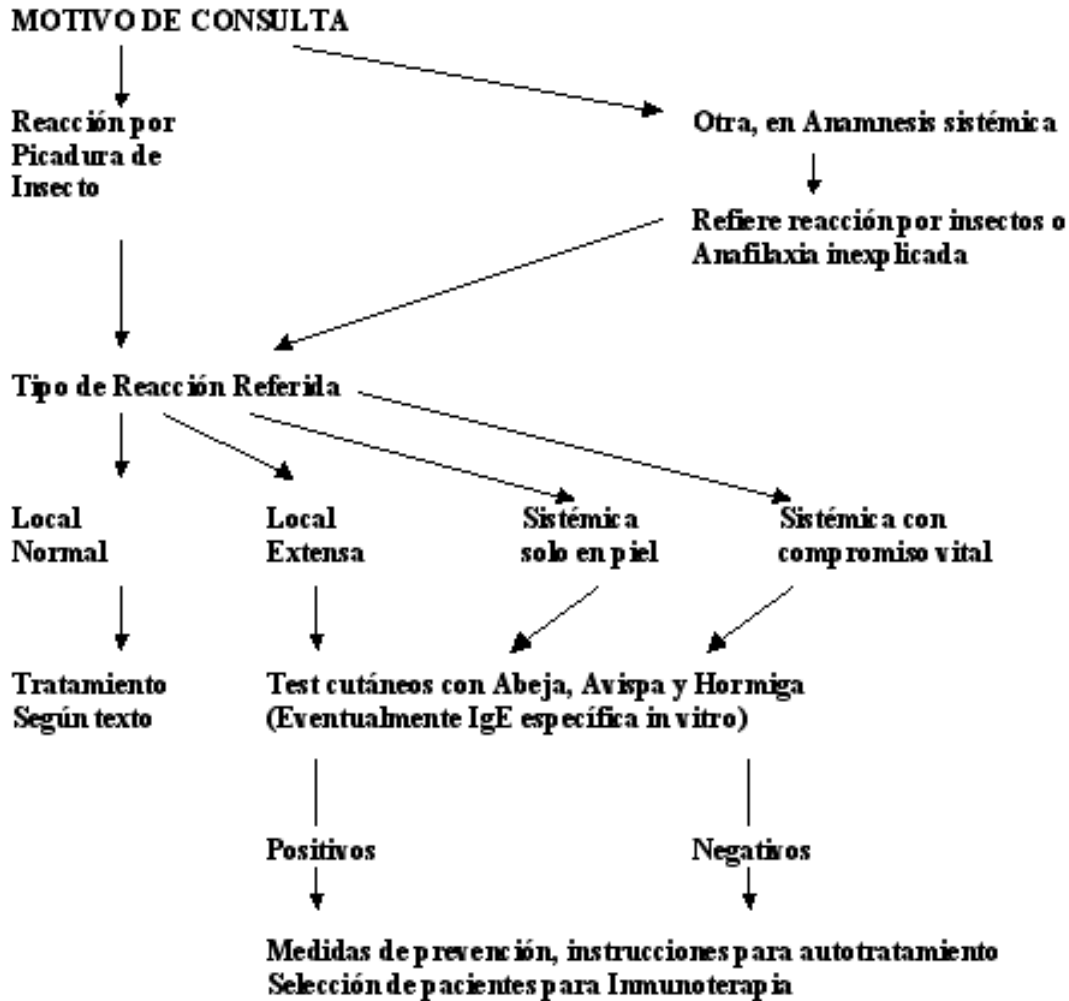 MOTIVO DE CONSULTA
Reacción por
Picadura de
Insecto
Otra, en Anamnesis sistémica
Refiere reacción por insectos o
Anafilaxia inexplicada
Tipo de Reacción Referida
Local
Normal
Local
Extensa
Sistémica
solo en piel
Sistémica con
compromiso vital
Tratamiento
Según texto
Test cutáneos con Abeja, Avispa y Hormiga
(Eventualmente IgE específica in vitro)
Positivos
Negativos
Medidas de prevención, instrucciones para autotratamiento
Selección de pacientes para Inmunoterapia